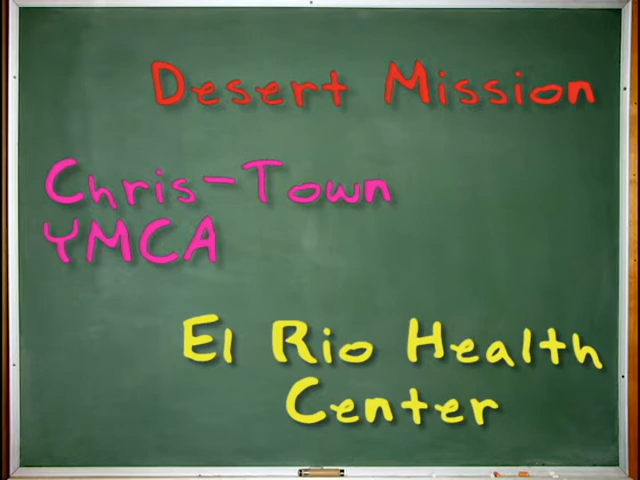 Desert Mission
Chris-Town
YMCA
El Rio Health
Center